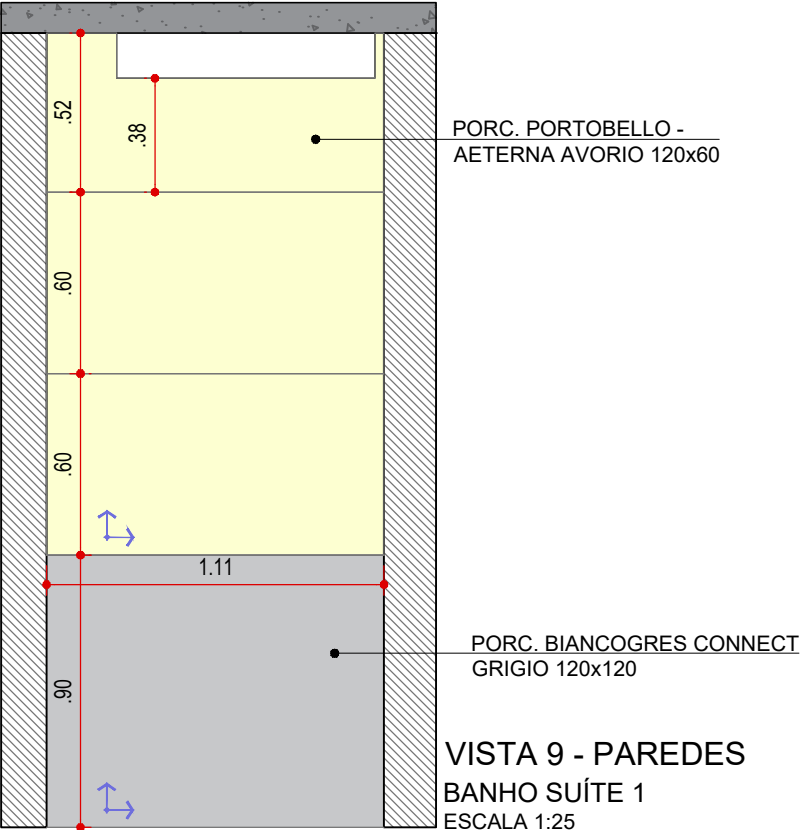 .52
.38
PORC. PORTOBELLO -
AETERNA AVORIO 120x60
.60
.60
1.11
PORC. BIANCOGRES CONNECT
GRIGIO 120x120
.90
VISTA 9 - PAREDES
BANHO SUÍTE 1
ESCALA 1:25